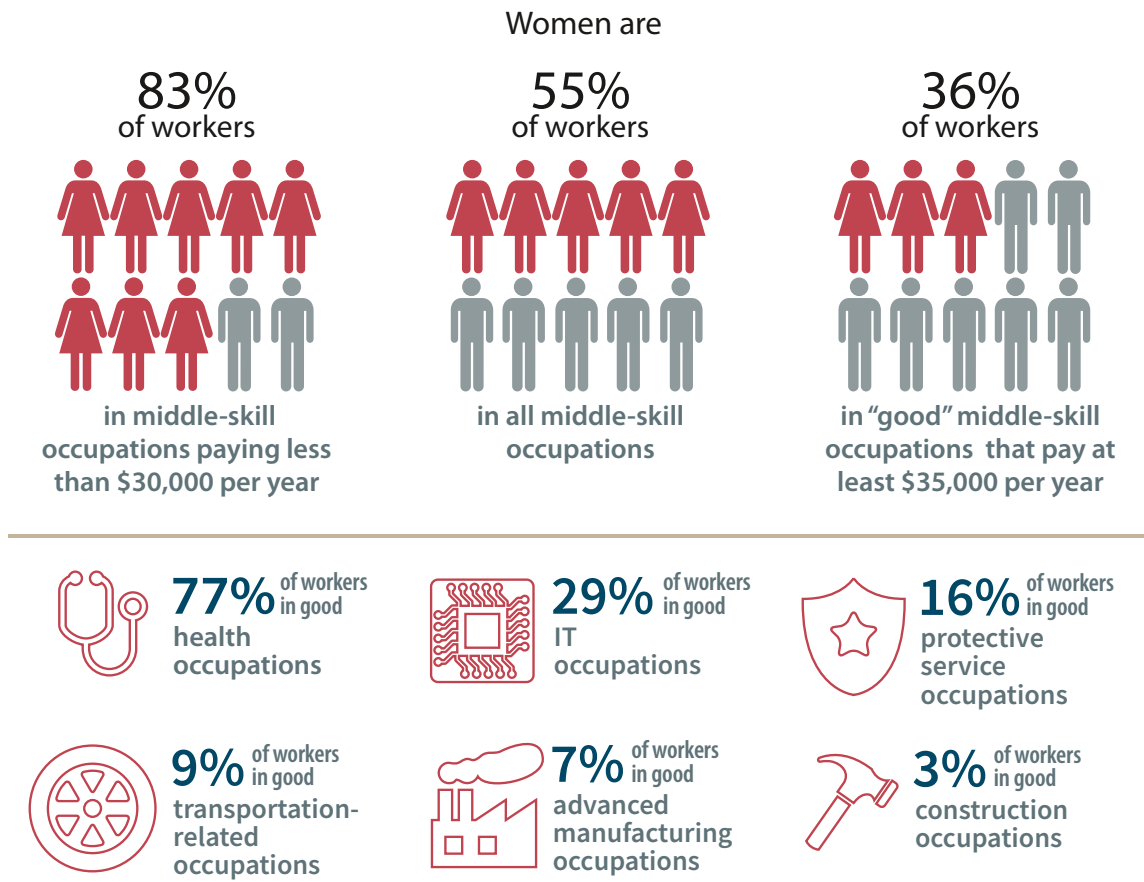 Women are
83%
of workers
in middle-skill
occupations paying less
than $30,000 per year
55%
of workers
in all middle-skill
occupations
36%
of workers
in “good” middle-skill
occupations that pay at
least $35,000 per year
77% of workers
in good
health
occupations
29% of workers
in good
IT
occupations
16% of workers
in good
protective
service
occupations
9% of workers
in good
transportation-
related
occupations
7% of workers
in good
advanced
manufacturing
occupations
3% of workers
in good
construction
occupations